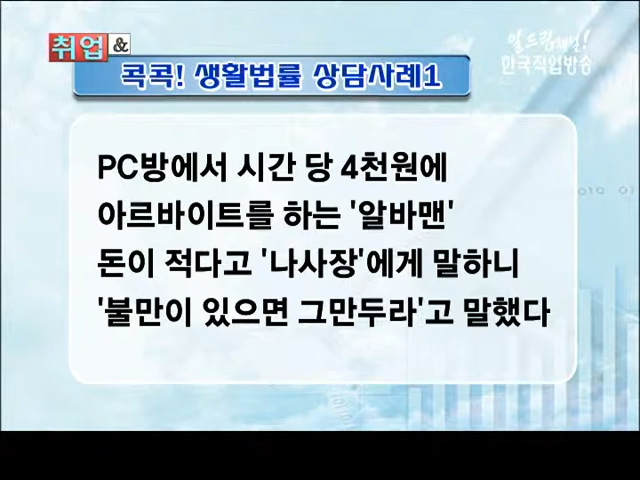 취업 &
콕콕! 생활법률 상담사례1
일드림채널!
한국직업방송
PC방에서 시간 당 4천원에
아르바이트를 하는 '알바맨'
돈이 적다고 '나사장'에게 말하니
'불만이 있으면 그만두라'고 말했다